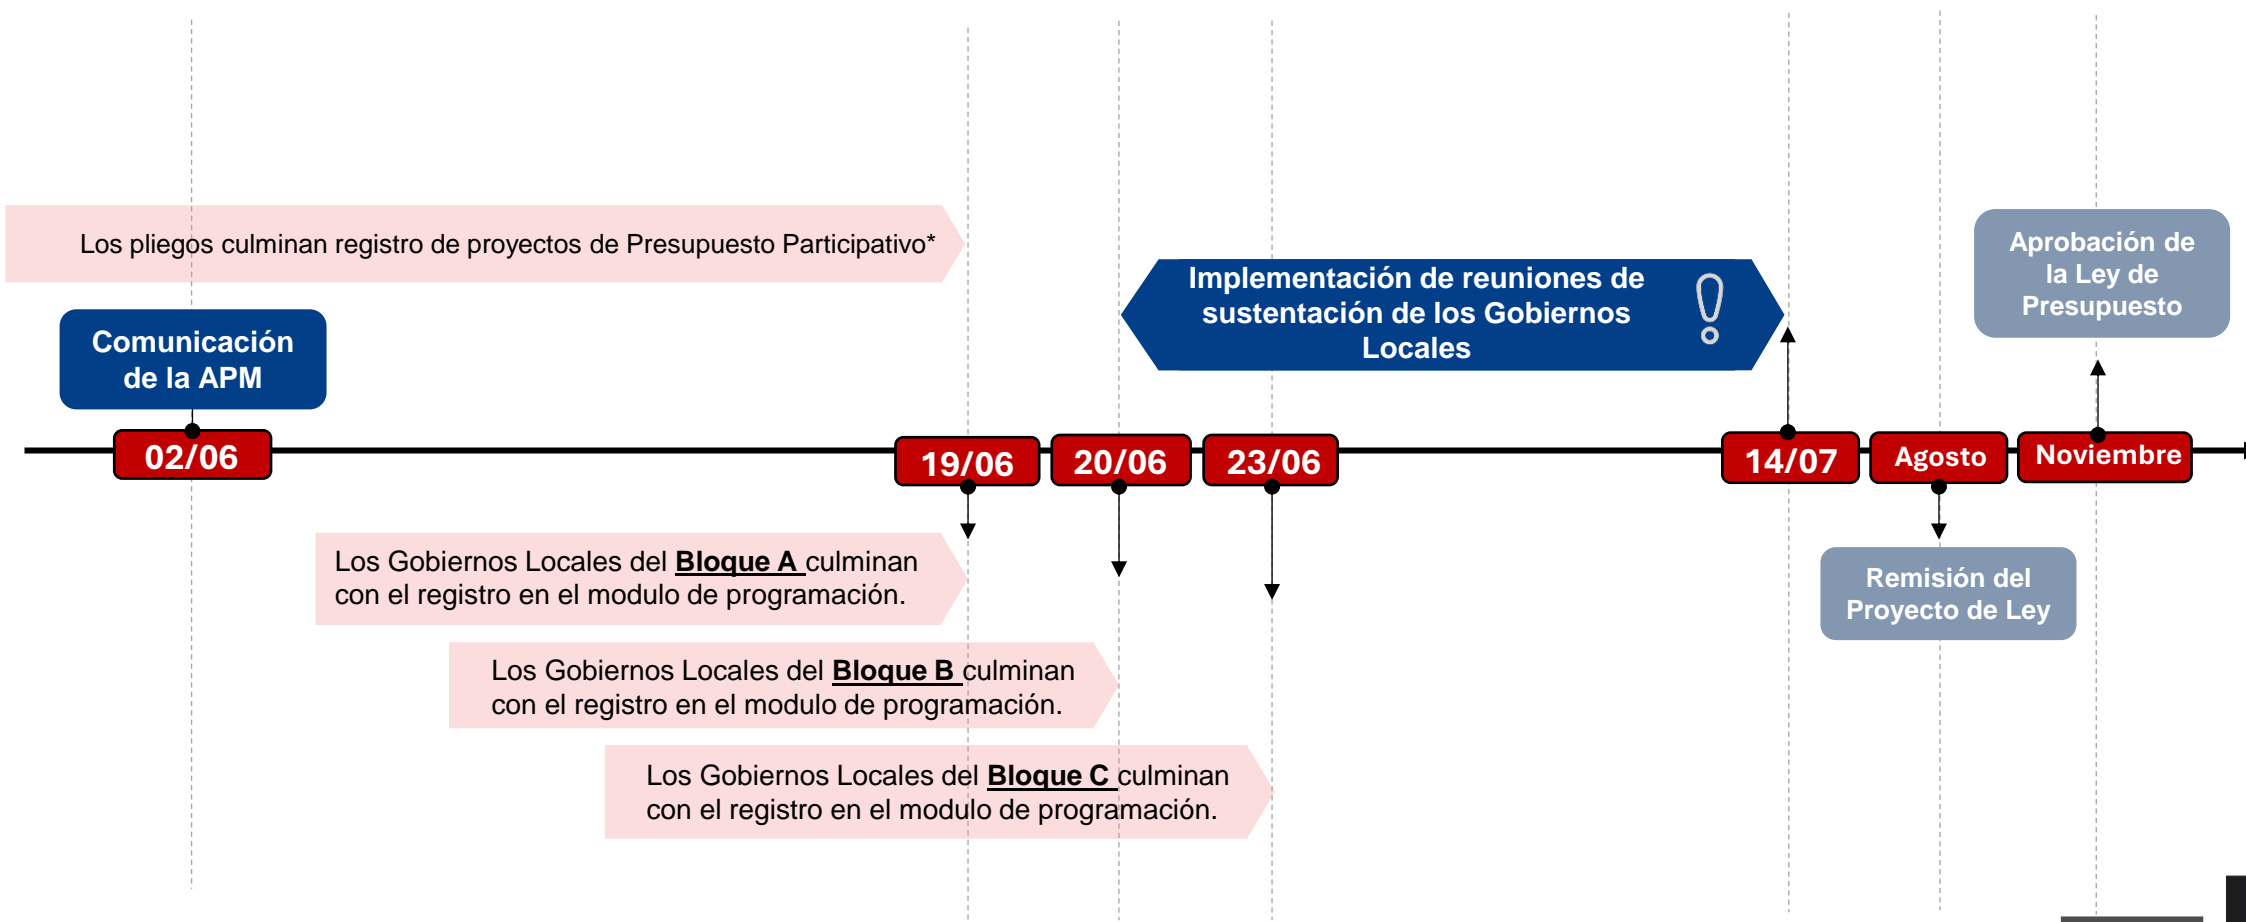 Los pliegos culminan registro de proyectos de Presupuesto Participativo*
Comunicación
de la APM
Implementación de reuniones de
sustentación de los Gobiernos
Locales
Aprobación de
la Ley de
Presupuesto
02/06
19/06
20/06
23/06
14/07
Agosto
Noviembre
Los Gobiernos Locales del Bloque A culminan
con el registro en el modulo de programación.
Los Gobiernos Locales del Bloque B culminan
con el registro en el modulo de programación.
Los Gobiernos Locales del Bloque C culminan
con el registro en el modulo de programación.
Remisión del
Proyecto de Ley